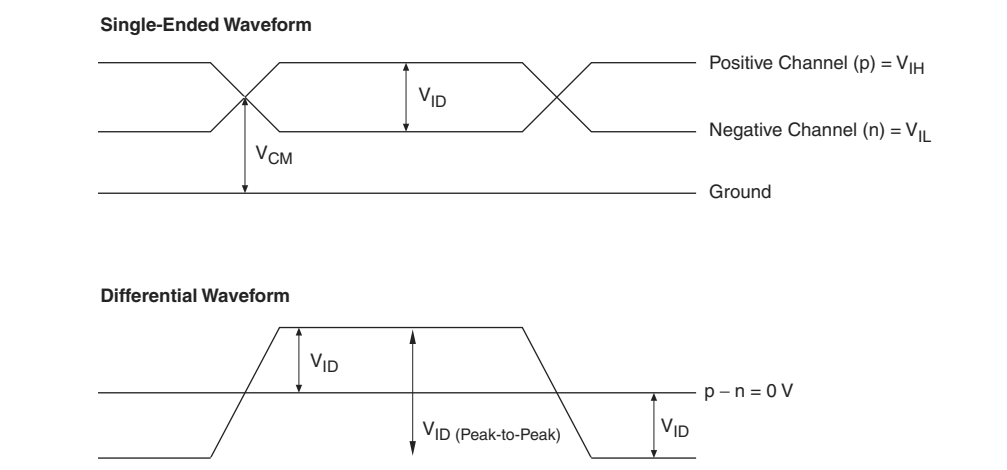 Single-Ended Waveform
Positive Channel (p) = VIH
VID
Negative Channel (n) = VIL
VCM
Ground
Differential Waveform
VID
p – n = 0 V
VID (Peak-to-Peak)
VID